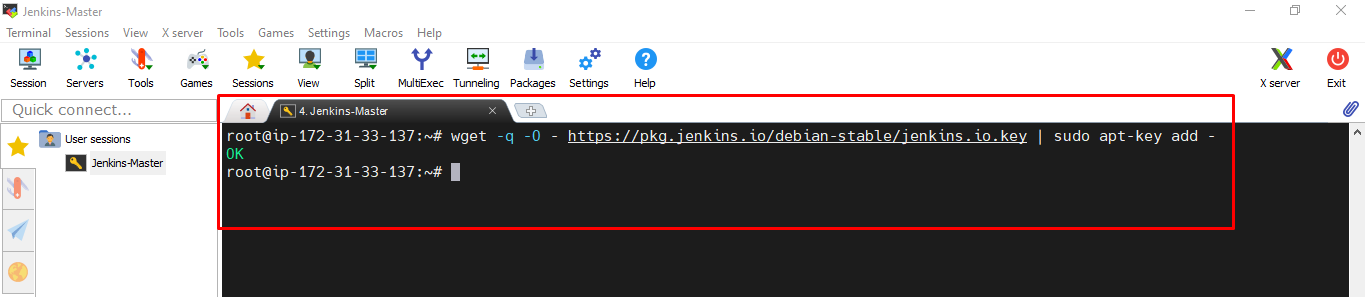 Jenkins-Master
Terminal Sessions View X server Tools Games Settings Macros Help
Session Servers Tools Games Sessions View Split MultiExec Tunneling Packages Settings Help X server Exit
Quick connect...
4. Jenkins-Master
User sessions
Jenkins-Master
root@ip-172-31-33-137:~# wget -q -O - https://pkg.jenkins.io/debian-stable/jenkins.io.key | sudo apt-key add -
OK
root@ip-172-31-33-137:~#